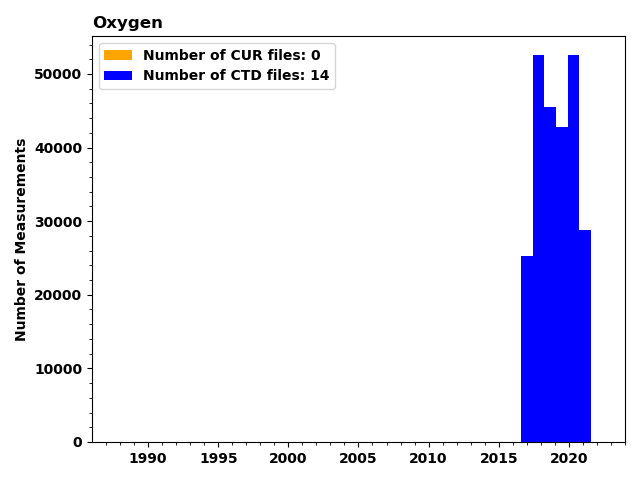 Oxygen
Number of CUR files: 0
Number of CTD files: 14
Number of Measurements
50000
40000
30000
20000
10000
0
1990 1995 2000 2005 2010 2015 2020